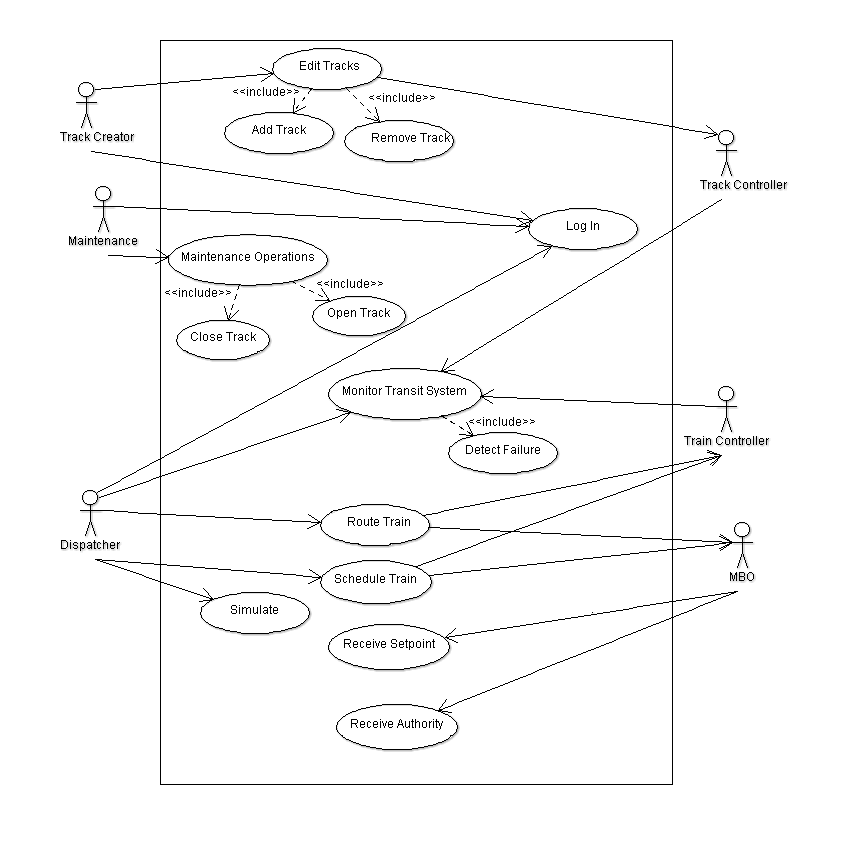 Edit Tracks
<<include>>
<<include>>
Track Creator
Add Track
Remove Track
Track Controller
Log In
Maintenance
Maintenance Operations
<<include>>
<<include>>
Open Track
Close Track
Monitor Transit System
<<include>>
Train Controller
Detect Failure
Route Train
Dispatcher
Schedule Train
MBO
Simulate
Receive Setpoint
Receive Authority